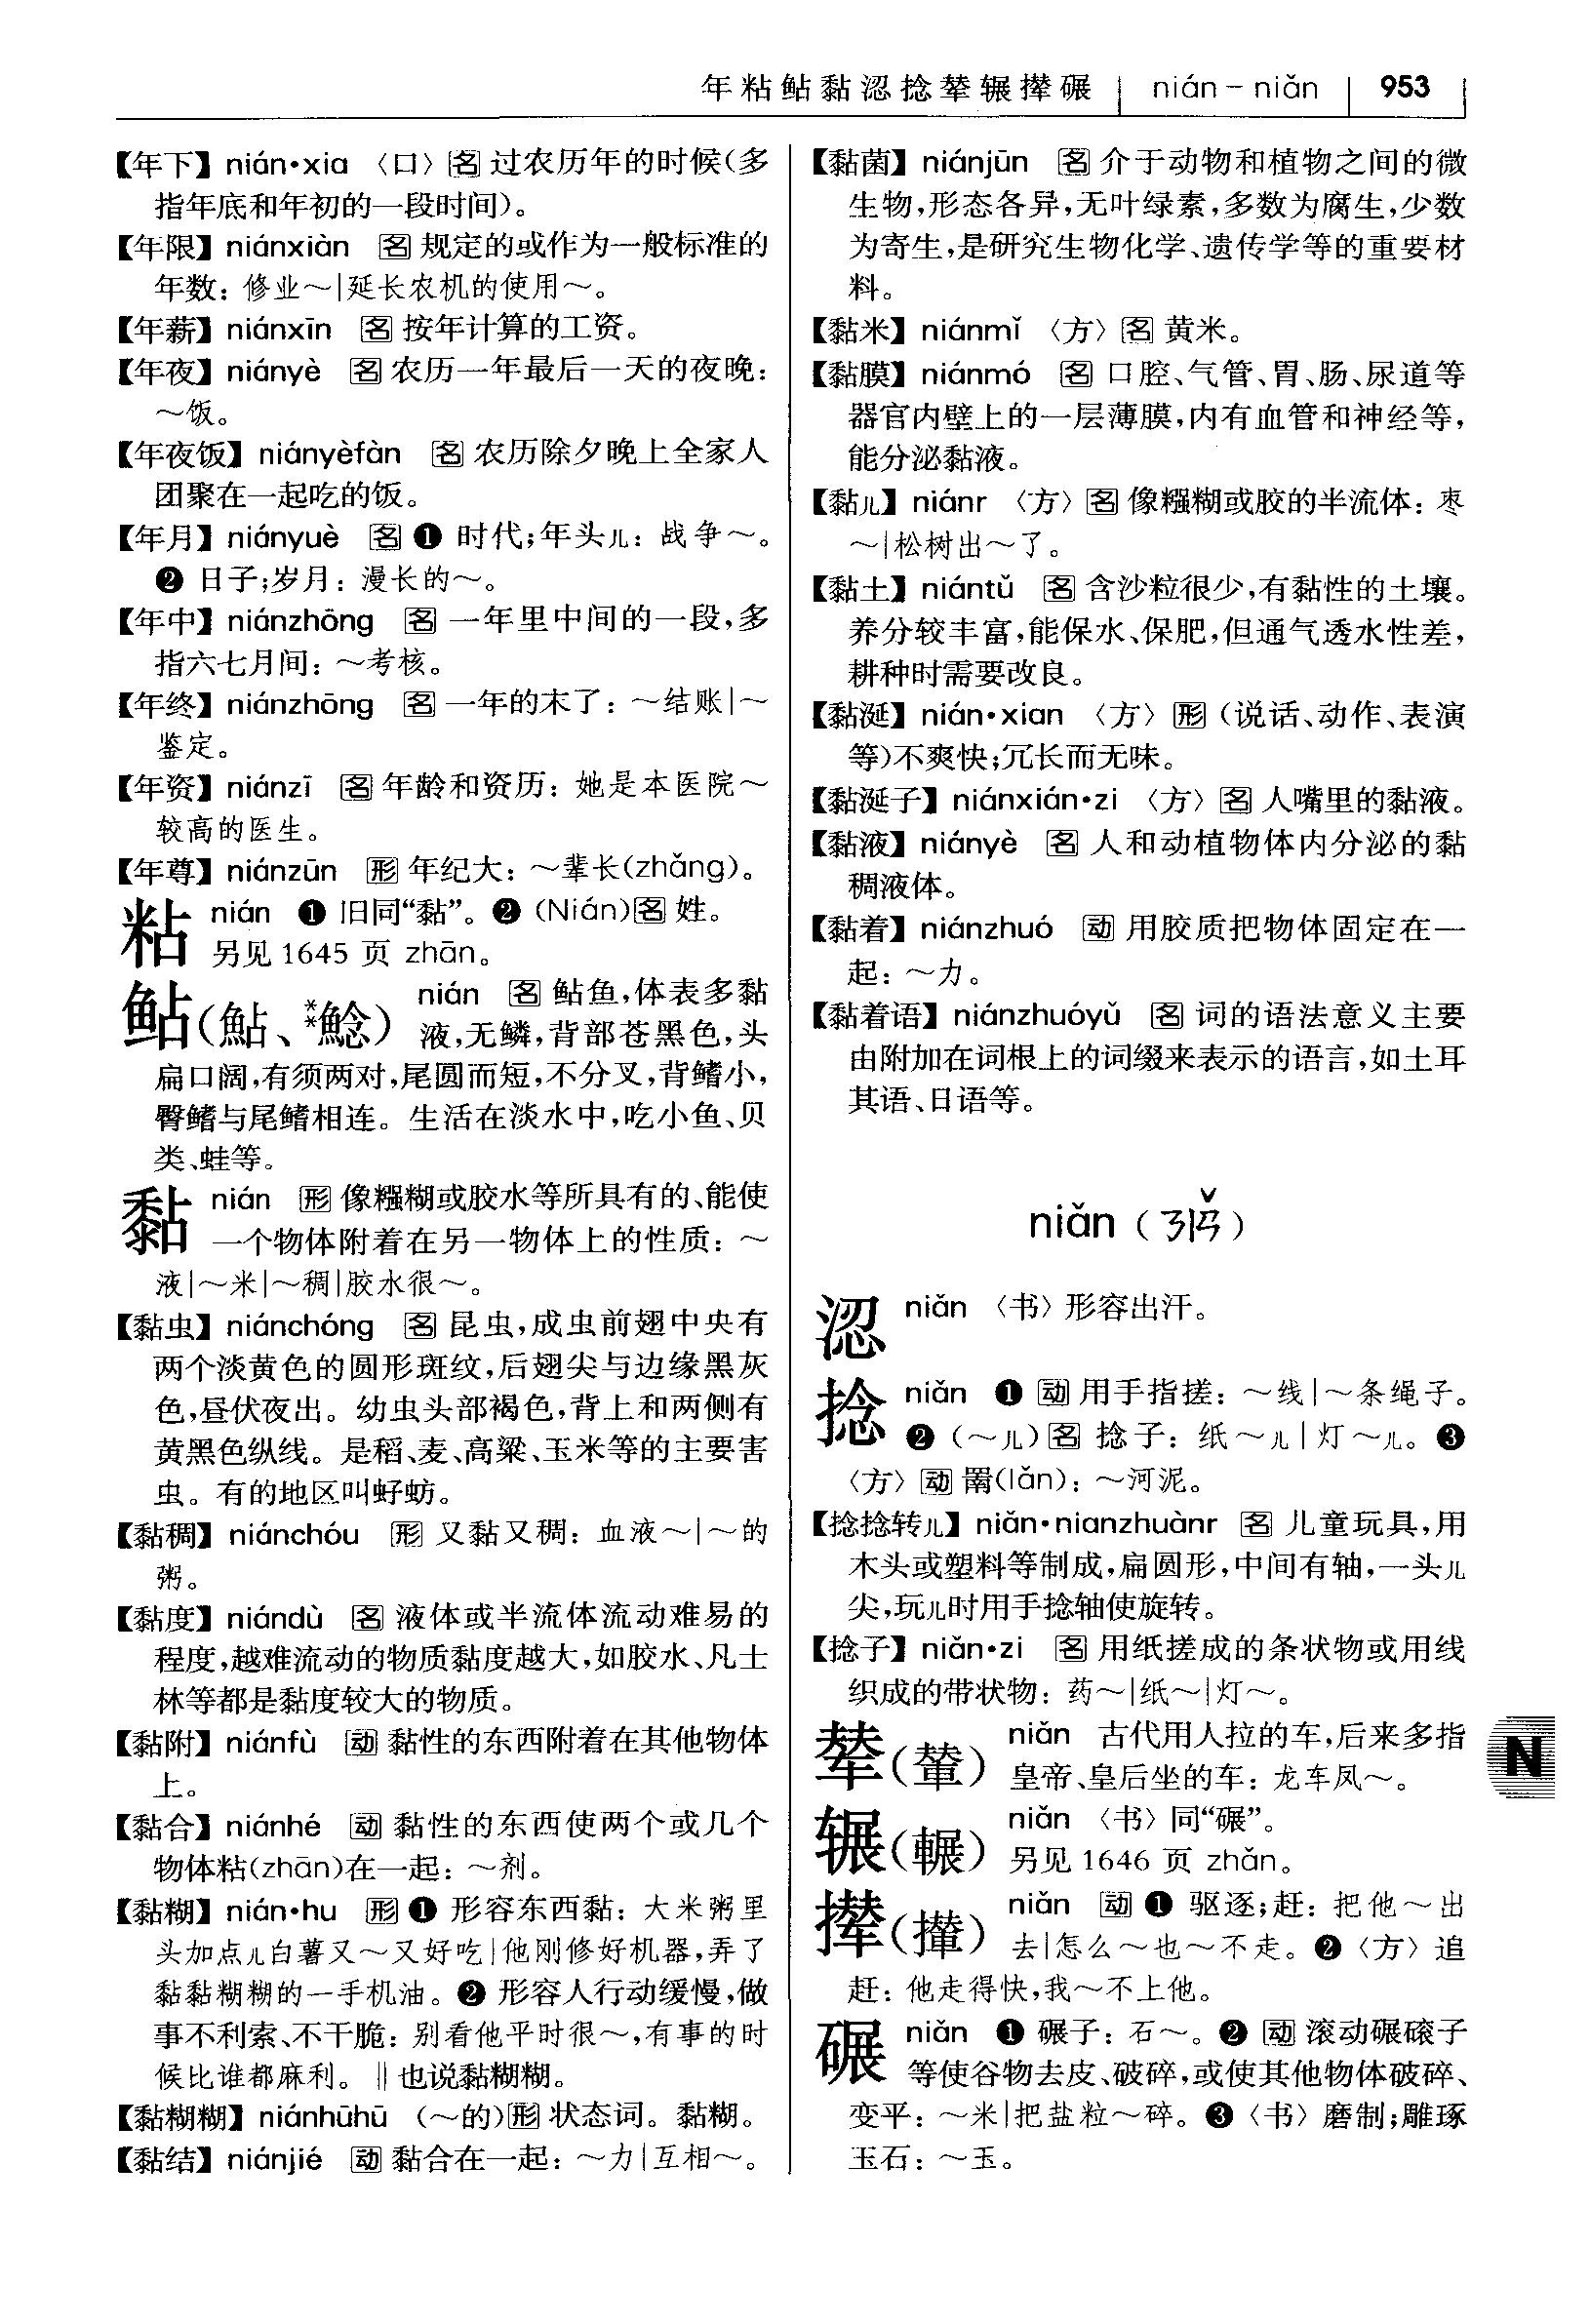 年粘鲇黏涊捻辇辗撵碾 nián－niǎn 953
【年下】nián•xia 〈口〉名 过农历年的时候（多
指年底和年初的一段时间）。
【年限】niánxiàn 名 规定的或作为一般标准的
年数：修业～|延长农机的使用～。
【年薪】niánxīn 名 按年计算的工资。
【年夜】niányè 名 农历一年最后一天的夜晚：
～饭。
【年夜饭】niányèfàn 名 农历除夕晚上全家人
团聚在一起吃的饭。
【年月】niányuè 名 ❶ 时代；年头儿：战争～。
❷ 日子；岁月：漫长的～。
【年中】niánzhōng 名 一年里中间的一段，多
指六七月间：～考核。
【年终】niánzhōng 名 一年的末了：～结账|～
鉴定。
【年资】niánzī 名 年龄和资历：她是本医院～
较高的医生。
【年尊】niánzūn 形 年纪大：～辈长(zhǎng)。
粘 nián ❶ 旧同“黏”。❷ (Nián)名 姓。
另见 1645 页 zhān。
鲇(鮎、**鯰) nián 名 鲇鱼，体表多黏
液，无鳞，背部苍黑色，头
扁口阔，有须两对，尾圆而短，不分叉，背鳍小，
臀鳍与尾鳍相连。生活在淡水中，吃小鱼、贝
类、蛙等。
黏 nián 形 像糨糊或胶水等所具有的、能使
一个物体附着在另一物体上的性质：～
液|～米|～稠|胶水很～。
【黏虫】niánchóng 名 昆虫，成虫前翅中央有
两个淡黄色的圆形斑纹，后翅尖与边缘黑灰
色，昼伏夜出。幼虫头部褐色，背上和两侧有
黄黑色纵线。是稻、麦、高粱、玉米等的主要害
虫。有的地区叫虸蚄。
【黏稠】niánchóu 形 又黏又稠：血液～|～的
粥。
【黏度】niándù 名 液体或半流体流动难易的
程度，越难流动的物质黏度越大，如胶水、凡士
林等都是黏度较大的物质。
【黏附】niánfù 动 黏性的东西附着在其他物体
上。
【黏合】niánhé 动 黏性的东西使两个或几个
物体粘(zhān)在一起：～剂。
【黏糊】nián•hu 形 ❶ 形容东西黏：大米粥里
头加点儿白薯又～又好吃|他刚修好机器，弄了
黏黏糊糊的一手机油。❷ 形容人行动缓慢，做
事不利索、不干脆：别看他平时很～，有事的时
候比谁都麻利。‖也说黏糊糊。
【黏糊糊】niánhūhū （～的)形 状态词。黏糊。
【黏结】niánjié 动 黏合在一起：～力|互相～。
【黏菌】niánjūn 名 介于动物和植物之间的微
生物，形态各异，无叶绿素，多数为腐生，少数
为寄生，是研究生物化学、遗传学等的重要材
料。
【黏米】niánmǐ 〈方〉名 黄米。
【黏膜】niánmó 名 口腔、气管、胃、肠、尿道等
器官内壁上的一层薄膜，内有血管和神经等，
能分泌黏液。
【黏儿】niánr 〈方〉名 像糨糊或胶的半流体：枣
～|松树出～了。
【黏土】niántǔ 名 含沙粒很少，有黏性的土壤。
养分较丰富，能保水、保肥，但通气透水性差，
耕种时需要改良。
【黏涎】nián•xian 〈方〉形（说话、动作、表演
等)不爽快；冗长而无味。
【黏涎子】niánxián•zi 〈方〉名 人嘴里的黏液。
【黏液】niányè 名 人和动植物体内分泌的黏
稠液体。
【黏着】niánzhuó 动 用胶质把物体固定在一
起：～力。
【黏着语】niánzhuóyǔ 名 词的语法意义主要
由附加在词根上的词缀来表示的语言，如土耳
其语、日语等。
niǎn（ㄋㄧㄢˇ）
涊 niǎn 〈书〉形容出汗。
捻 niǎn ❶ 动 用手指搓：～线|～条绳子。
❷（～儿)名 捻子：纸～儿|灯～儿。❸
〈方〉动 罱(lǎn)：～河泥。
【捻捻转儿】niǎn•nianzhuànr 名 儿童玩具，用
木头或塑料等制成，扁圆形，中间有轴，一头儿
尖，玩儿时用手捻轴使旋转。
【捻子】niǎn•zi 名 用纸搓成的条状物或用线
织成的带状物：药～|纸～|灯～。
辇(輦) niǎn 古代用人拉的车，后来多指
皇帝、皇后坐的车：龙车凤～。
辗(輾) niǎn 〈书〉同“碾”。
另见 1646 页 zhǎn。
撵(攆) niǎn 动 ❶ 驱逐；赶：把他～出
去|怎么～也～不走。❷〈方〉追
赶：他走得快，我～不上他。
碾 niǎn ❶ 碾子：石～。❷ 动 滚动碾磙子
等使谷物去皮、破碎，或使其他物体破碎、
变平：～米|把盐粒～碎。❸〈书〉磨制；雕琢
玉石：～玉。
N